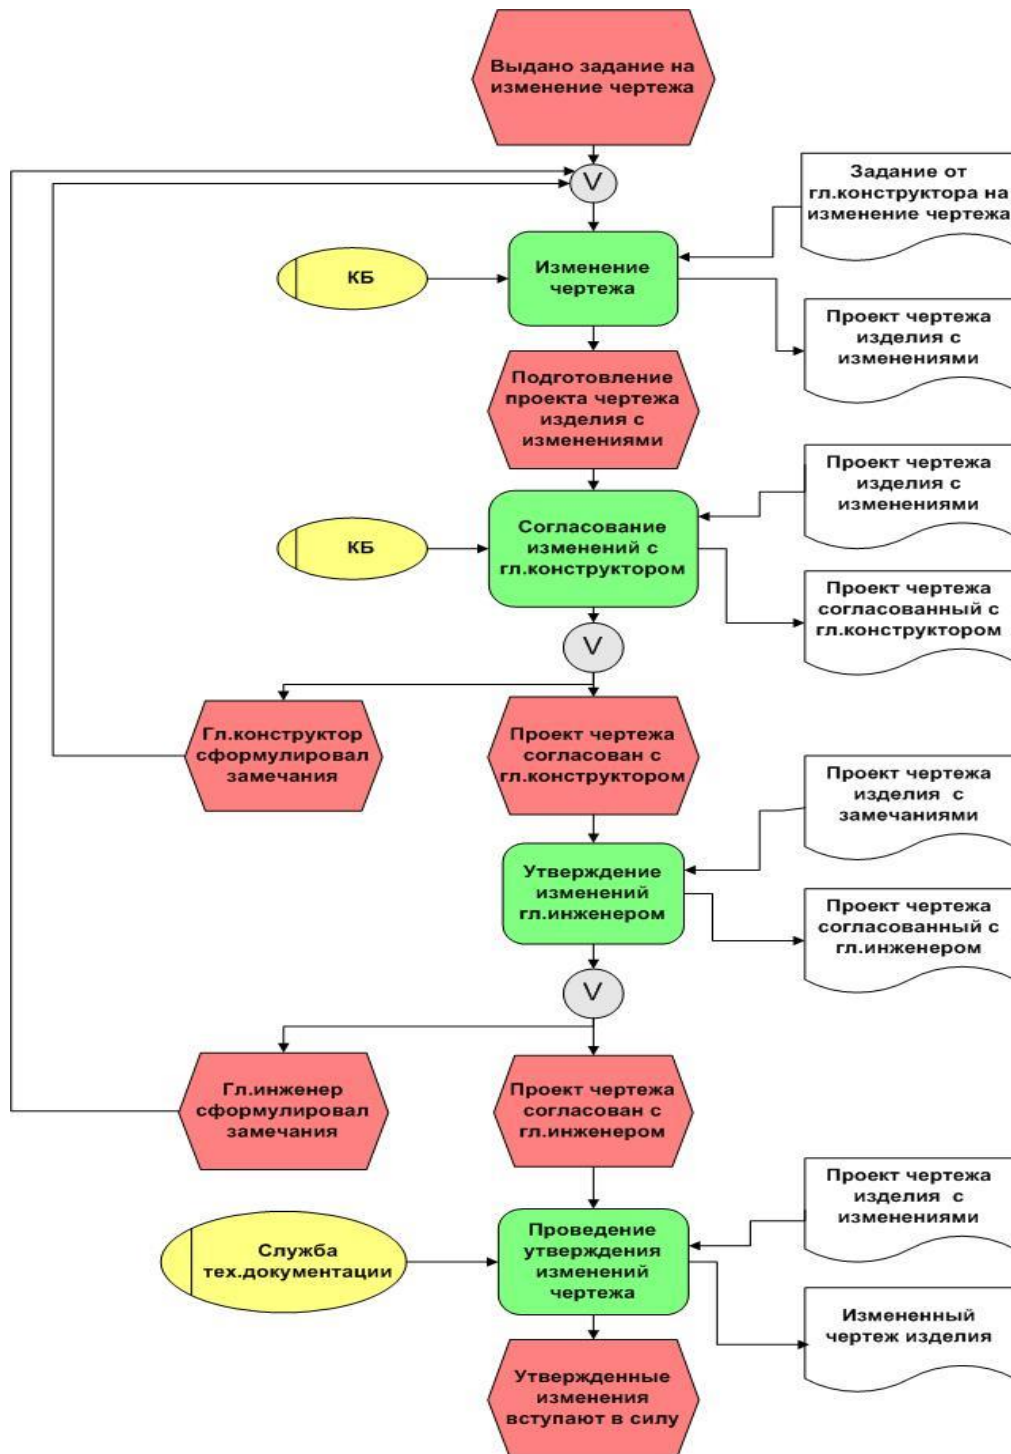 Выдано задание на
изменение чертежа
V
Задание от
гл.конструктора на
изменение чертежа
КБ
Изменение
чертежа
Проект чертежа
изделия с
изменениями
Подготовление
проекта чертежа
изделия с
изменениями
Проект чертежа
изделия с
изменениями
КБ
Согласование
изменений с
гл.конструктором
Проект чертежа
согласованный с
гл.конструктором
V
Гл.конструктор
сформулировал
замечания
Проект чертежа
согласован с
гл.конструктором
Проект чертежа
изделия с
замечаниями
Утверждение
изменений
гл.инженером
Проект чертежа
согласованный с
гл.инженером
V
Гл.инженер
сформулировал
замечания
Проект чертежа
согласован с
гл.инженером
Проект чертежа
изделия с
изменениями
Служба
тех.документации
Проведение
утверждения
изменений
чертежа
Измененный
чертеж изделия
Утвержденные
изменения
вступают в силу